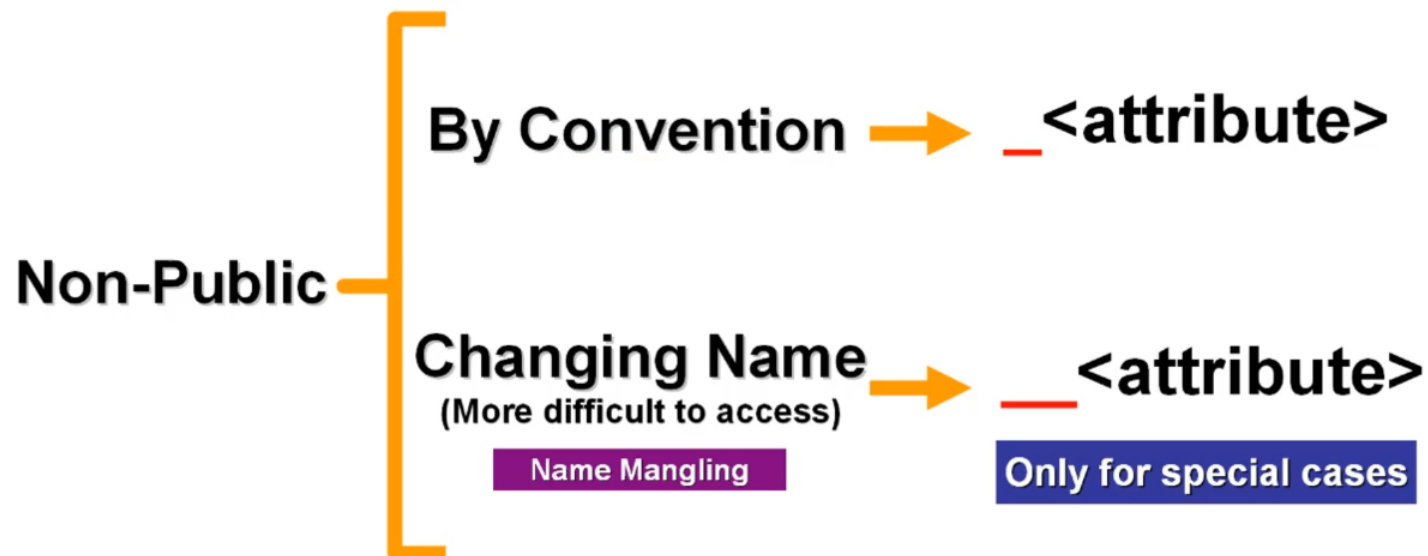 By Convention
_<attribute>
Non-Public
Changing Name
(More difficult to access)
__<attribute>
Name Mangling
Only for special cases